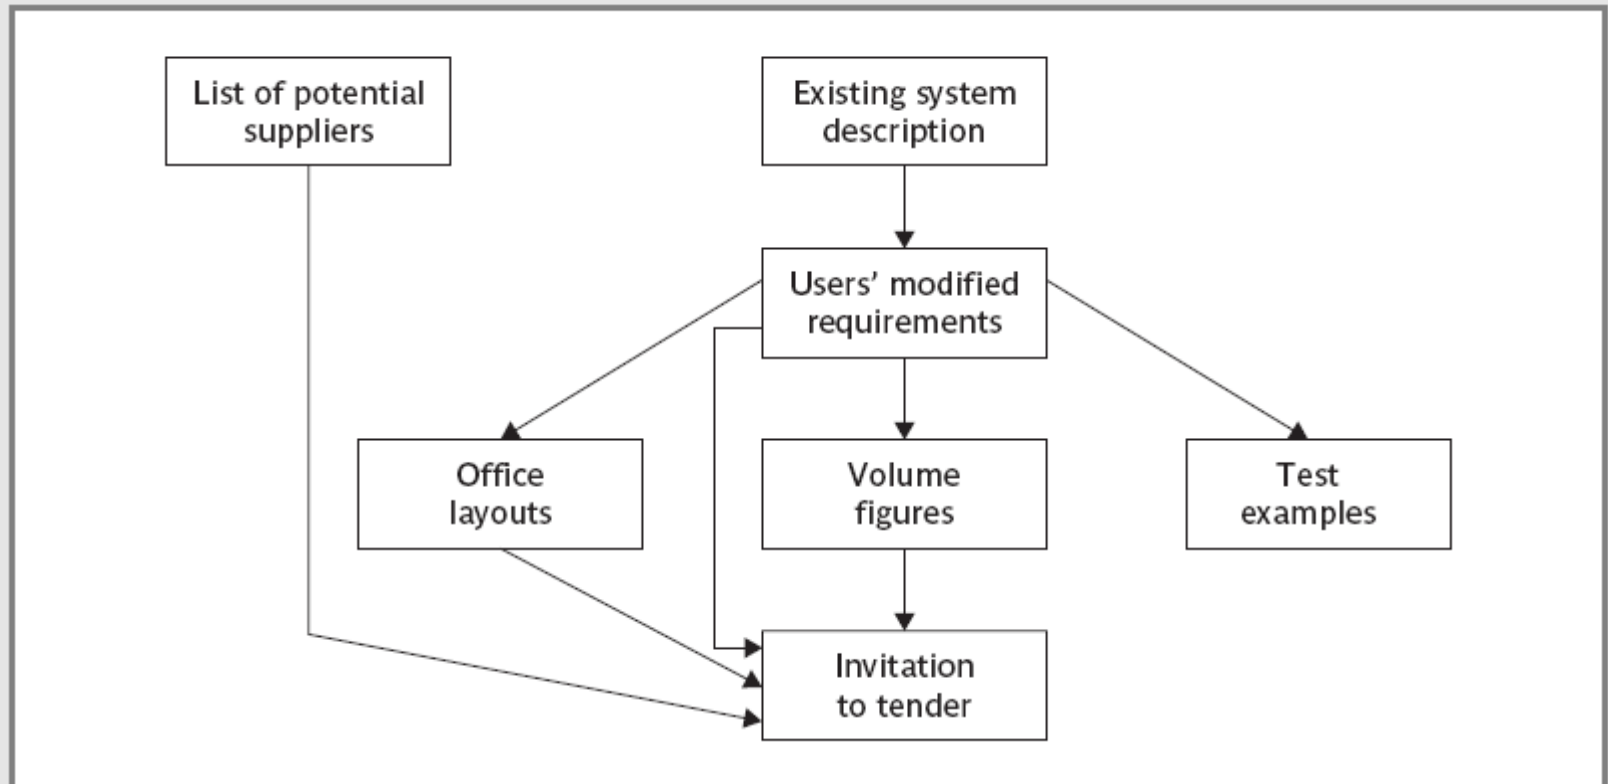 List of potential
suppliers
Existing system
description
Users’ modified
requirements
Office
layouts
Volume
figures
Test
examples
Invitation
to tender